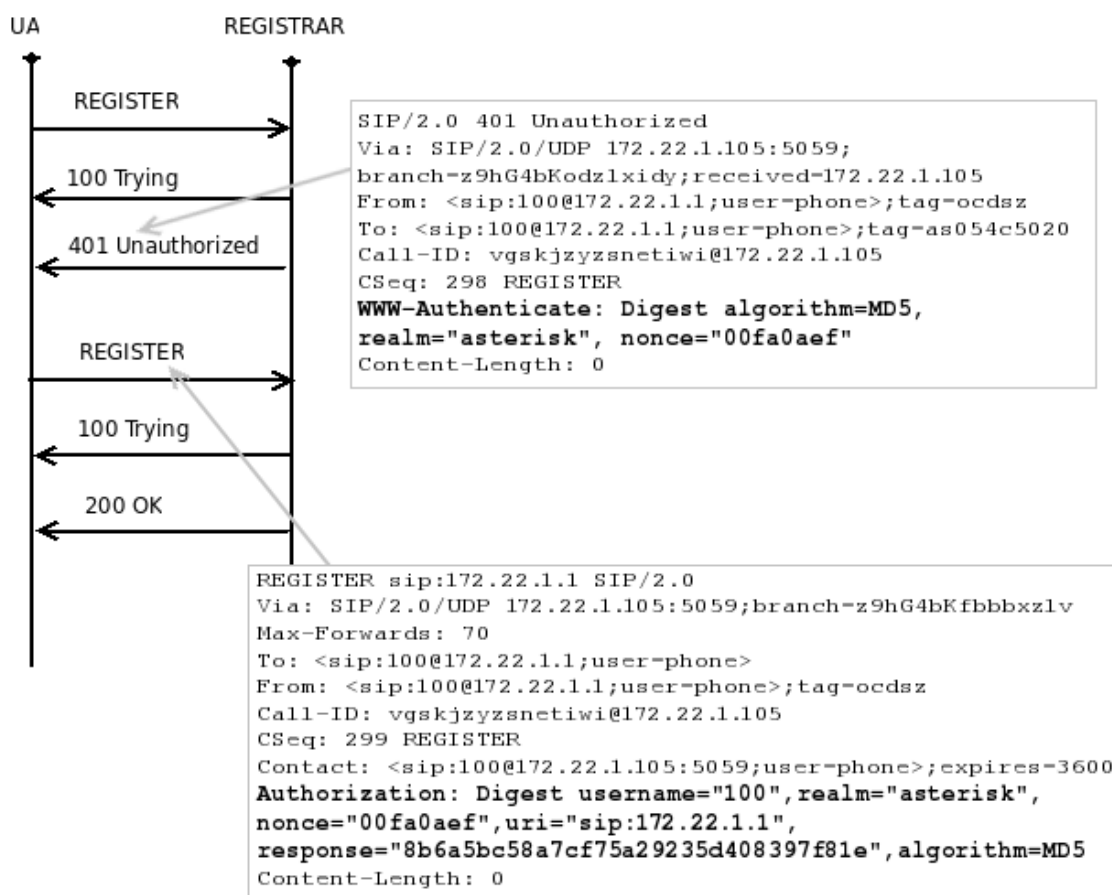 UA
REGISTRAR
REGISTER
100 Trying
401 Unauthorized
REGISTER
100 Trying
200 OK
SIP/2.0 401 Unauthorized
Via: SIP/2.0/UDP 172.22.1.105:5059;
branch=z9hG4bKodzlxidy;received=172.22.1.105
From: <sip:100@172.22.1.1;user=phone>;tag=ocdsz
To: <sip:100@172.22.1.1;user=phone>;tag=as054c5020
Call-ID: vgskjzyzsnetiwi@172.22.1.105
CSeq: 298 REGISTER
WWW-Authenticate: Digest algorithm=MD5,
realm="asterisk", nonce="00fa0aef"
Content-Length: 0
REGISTER sip:172.22.1.1 SIP/2.0
Via: SIP/2.0/UDP 172.22.1.105:5059;branch=z9hG4bKfbbbxzlv
Max-Forwards: 70
To: <sip:100@172.22.1.1;user=phone>
From: <sip:100@172.22.1.1;user=phone>;tag=ocdsz
Call-ID: vgskjzyzsnetiwi@172.22.1.105
CSeq: 299 REGISTER
Contact: <sip:100@172.22.1.105:5059;user=phone>;expires=3600
Authorization: Digest username="100",realm="asterisk",
nonce="00fa0aef",uri="sip:172.22.1.1",
response="8b6a5bc58a7cf75a29235d408397f81e",algorithm=MD5
Content-Length: 0